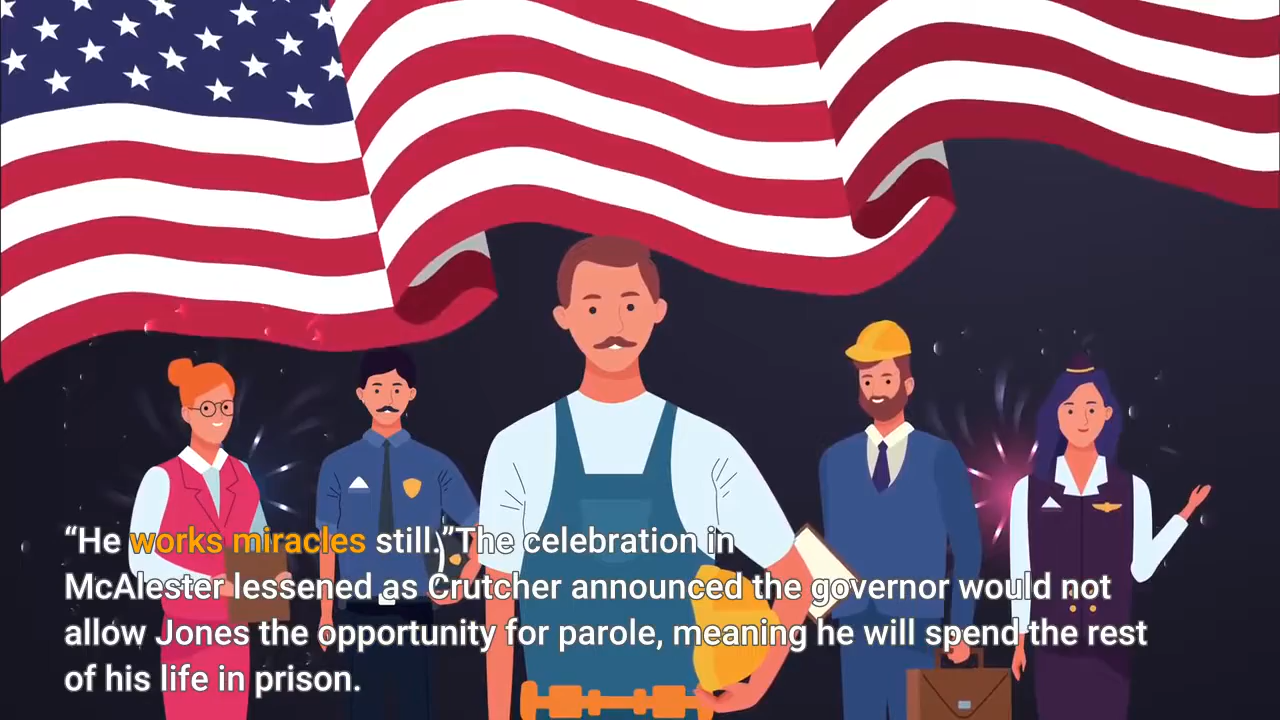 “He works miracles still.”The celebration in
McAlester lessened as Crutcher announced the governor would not
allow Jones the opportunity for parole, meaning he will spend the rest
of his life in prison.